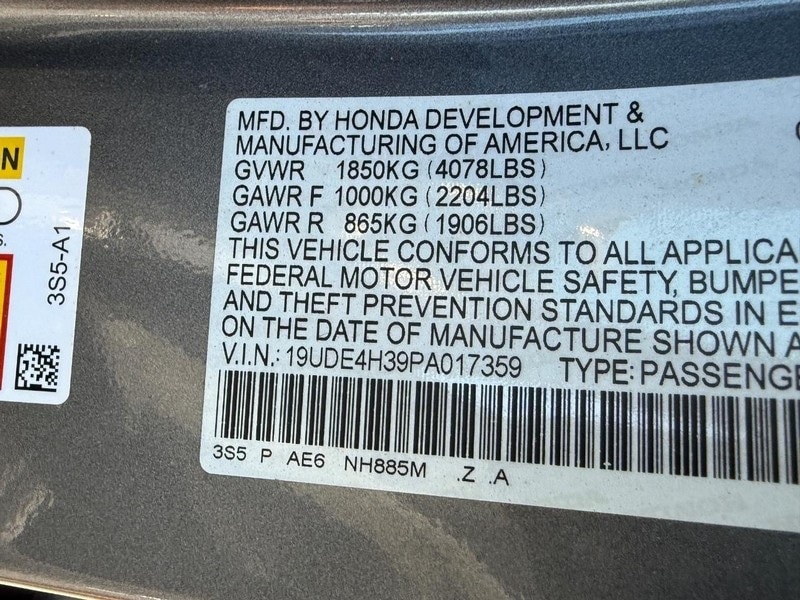 N
S.
3S5-A1
MFD. BY HONDA DEVELOPMENT &
MANUFACTURING OF AMERICA, LLC
GVWR 1850KG (4078LBS)
GAWR F 1000KG (2204LBS)
GAWR R 865KG (1906LBS)
THIS VEHICLE CONFORMS TO ALL APPLICA
FEDERAL MOTOR VEHICLE SAFETY, BUMPE
AND THEFT PREVENTION STANDARDS IN E
ON THE DATE OF MANUFACTURE SHOWN A
V.I.N.: 19UDE4H39PA017359 TYPE: PASSENGE
3S5 P AE6 NH885M .Z .A